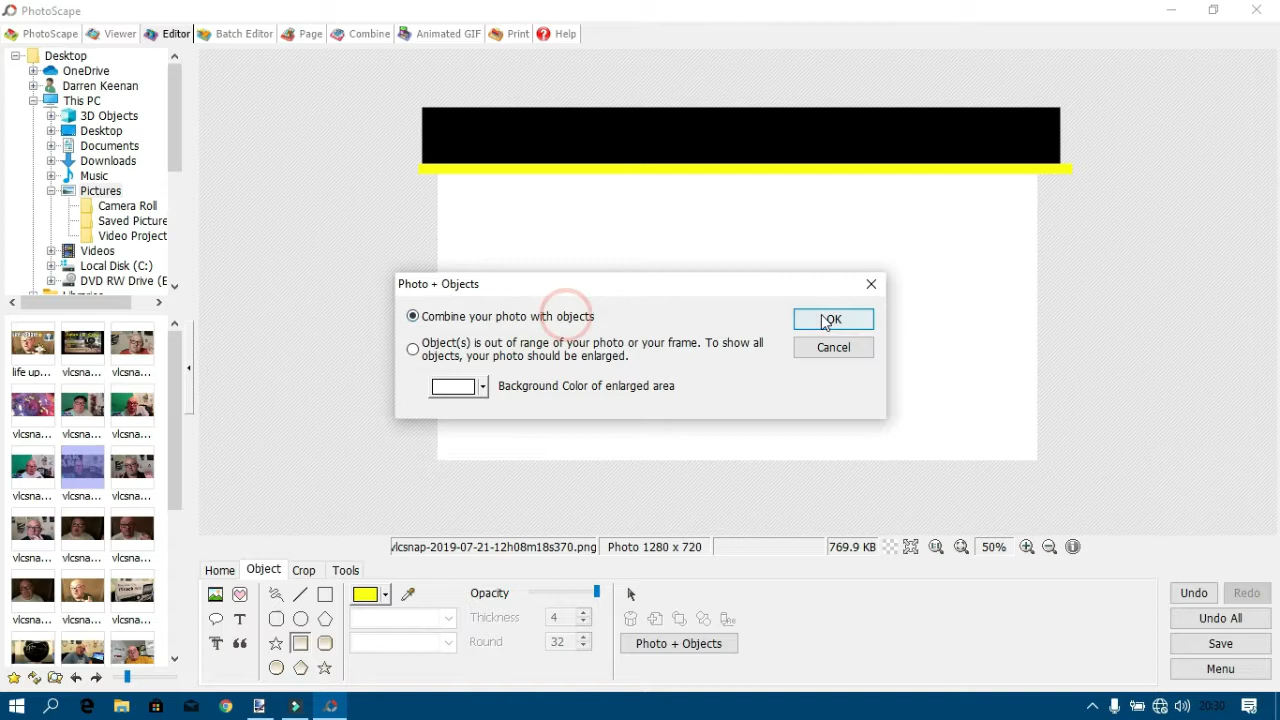 PhotoScape
PhotoScape
Viewer
Editor
Batch Editor
Page
Combine
Animated GIF
Print
Help
Desktop
OneDrive
Darren Keenan
This PC
3D Objects
Desktop
Documents
Downloads
Music
Pictures
Camera Roll
Saved Picture
Video Project
Videos
Local Disk (C:)
DVD RW Drive (E
life up...
vlcsna...
vlcsna...
vlcsna...
vlcsna...
vlcsna...
vlcsna...
vlcsna...
vlcsna...
vlcsna...
vlcsna...
vlcsna...
vlcsna...
vlcsna...
vlcsna...
Photo + Objects
Combine your photo with objects
Object(s) is out of range of your photo or your frame. To show all
objects, your photo should be enlarged.
Background Color of enlarged area
OK
Cancel
vlcsnap-2019-07-21-12h08m18s370.png
Photo 1280 x 720
769.9 KB
50%
Home
Object
Crop
Tools
Opacity
Thickness
4
Round
32
Photo + Objects
Undo
Redo
Undo All
Save
Menu
20:30